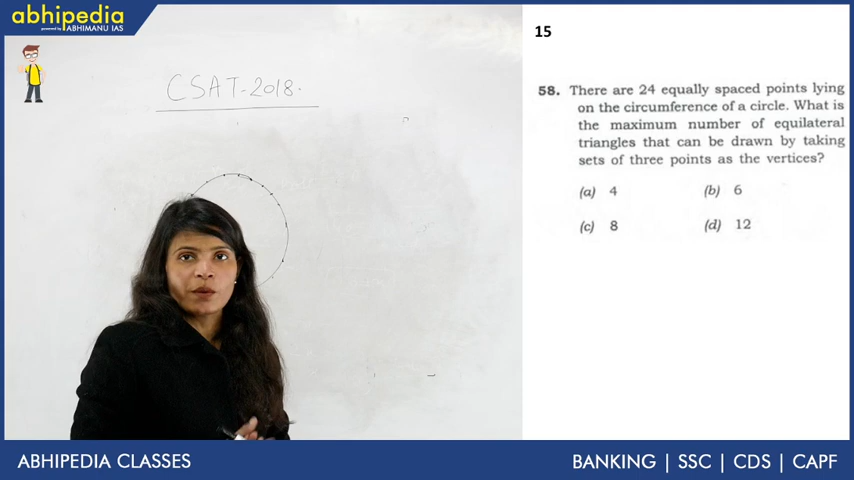 abhipedia
powered by ABHIMANU IAS
CSAT-2018.
15
58. There are 24 equally spaced points lying
on the circumference of a circle. What is
the maximum number of equilateral
triangles that can be drawn by taking
sets of three points as the vertices?
(a) 4 (b) 6
(c) 8 (d) 12
ABHIPEDIA CLASSES
BANKING | SSC | CDS | CAPF